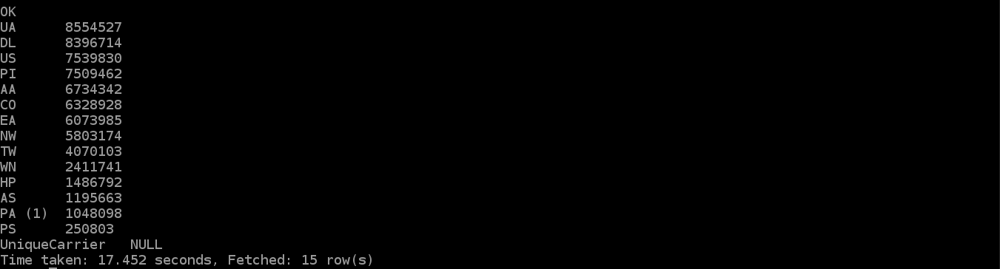 OK
UA 8554527
DL 8396714
US 7539830
PI 7509462
AA 6734342
CO 6328928
EA 6073985
NW 5803174
TW 4070103
WN 2411741
HP 1486792
AS 1195663
PA (1) 1048098
PS 250803
UniqueCarrier NULL
Time taken: 17.452 seconds, Fetched: 15 row(s)